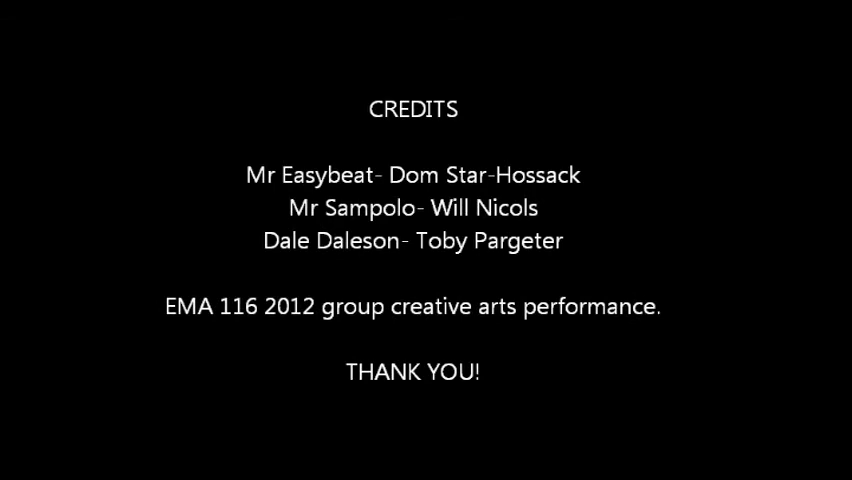 CREDITS
Mr Easybeat- Dom Star-Hossack
Mr Sampolo- Will Nicols
Dale Daleson- Toby Pargeter
EMA 116 2012 group creative arts performance.
THANK YOU!